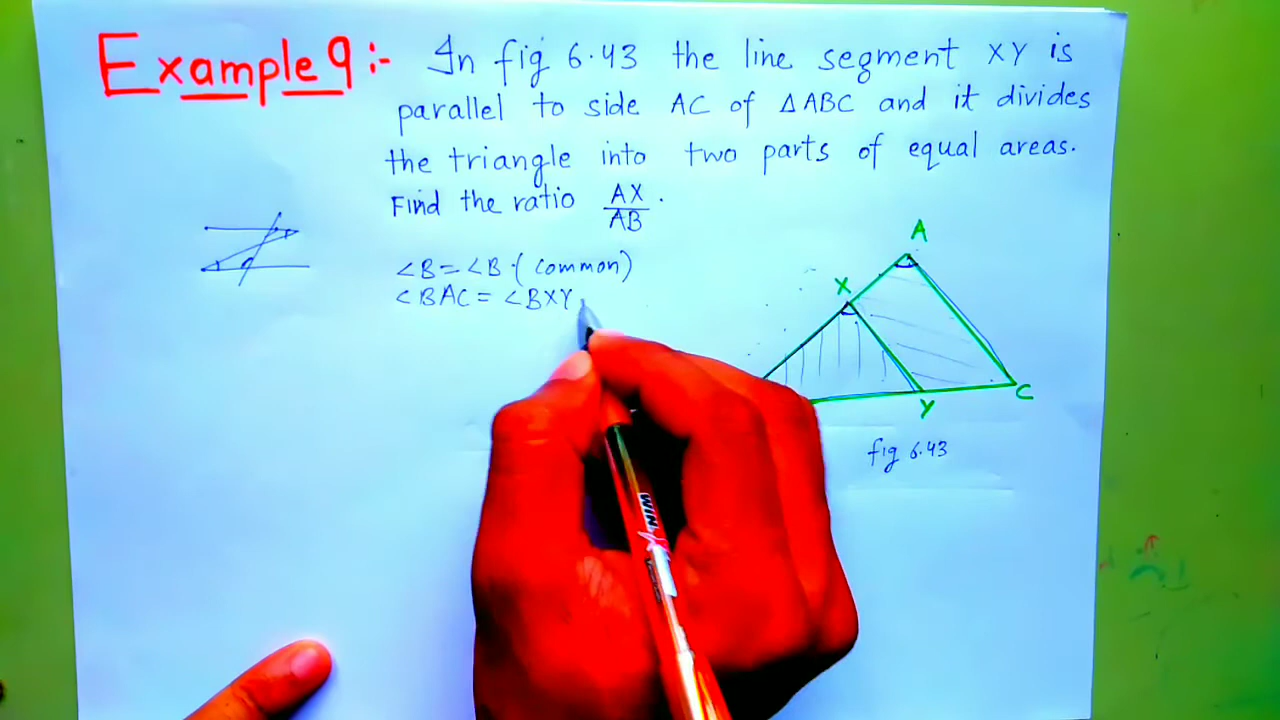 Example 9:- In fig 6.43 the line segment XY is
parallel to side AC of △ABC and it divides
the triangle into two parts of equal areas.
Find the ratio AX/AB.
∠B=∠B (common)
∠BAC = ∠BXY
A
X
Y
C
fig 6.43
WIN